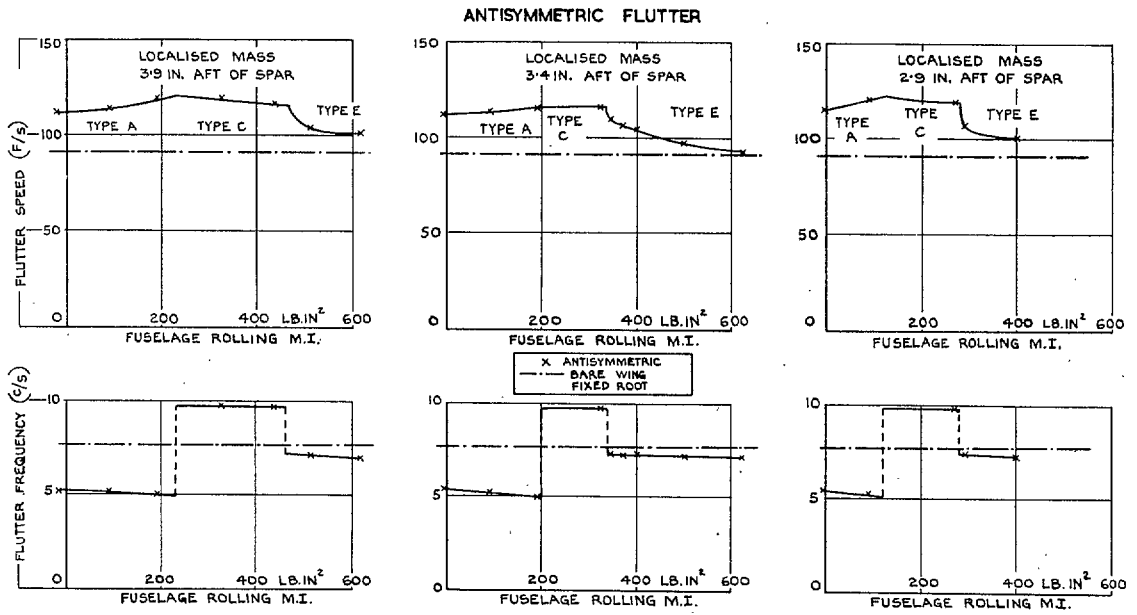 ANTISYMMETRIC FLUTTER
FLUTTER SPEED (F/S)
150
100
50
0
LOCALISED MASS
3·9 IN. AFT OF SPAR
TYPE A
TYPE C
TYPE E
0 200 400 LB.IN² 600
FUSELAGE ROLLING M.I.
150
100
50
0
LOCALISED MASS
3·4 IN. AFT OF SPAR
TYPE A
TYPE
C
TYPE E
200 400 LB.IN² 600
FUSELAGE ROLLING M.I.
150
100
50
0
LOCALISED MASS
2·9 IN. AFT OF SPAR
TYPE
A
TYPE
C
TYPE E
200 400 LB.IN² 600
FUSELAGE ROLLING M.I.
× ANTISYMMETRIC
BARE WING
FIXED ROOT
FLUTTER FREQUENCY (C/S)
10
5
0 200 400 LB.IN² 600
FUSELAGE ROLLING M.I.
10
5
0 200 400 LB.IN² 600
FUSELAGE ROLLING M.I.
10
5
0 200 400 LB.IN² 600
FUSELAGE ROLLING M.I.